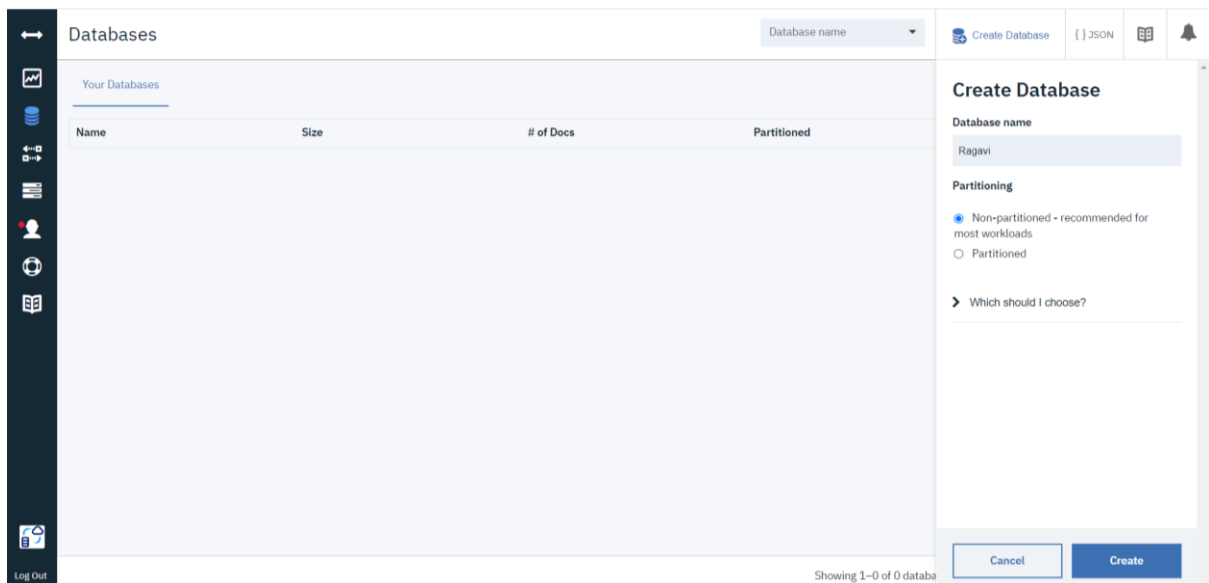 Databases
Database name
Create Database
{ } JSON
Your Databases
Name Size # of Docs Partitioned
Create Database
Database name
Ragavi
Partitioning
Non-partitioned - recommended for
most workloads
Partitioned
Which should I choose?
Cancel
Create
Log Out
Showing 1–0 of 0 databa